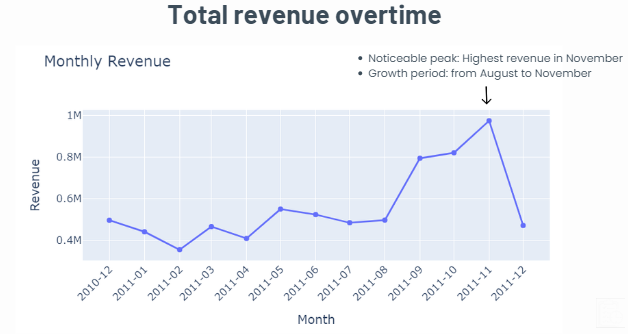 Total revenue overtime
Monthly Revenue
• Noticeable peak: Highest revenue in November
• Growth period: from August to November
1M
0.8M
0.6M
0.4M
Revenue
2010-12
2011-01
2011-02
2011-03
2011-04
2011-05
2011-06
2011-07
2011-08
2011-09
2011-10
2011-11
2011-12
Month